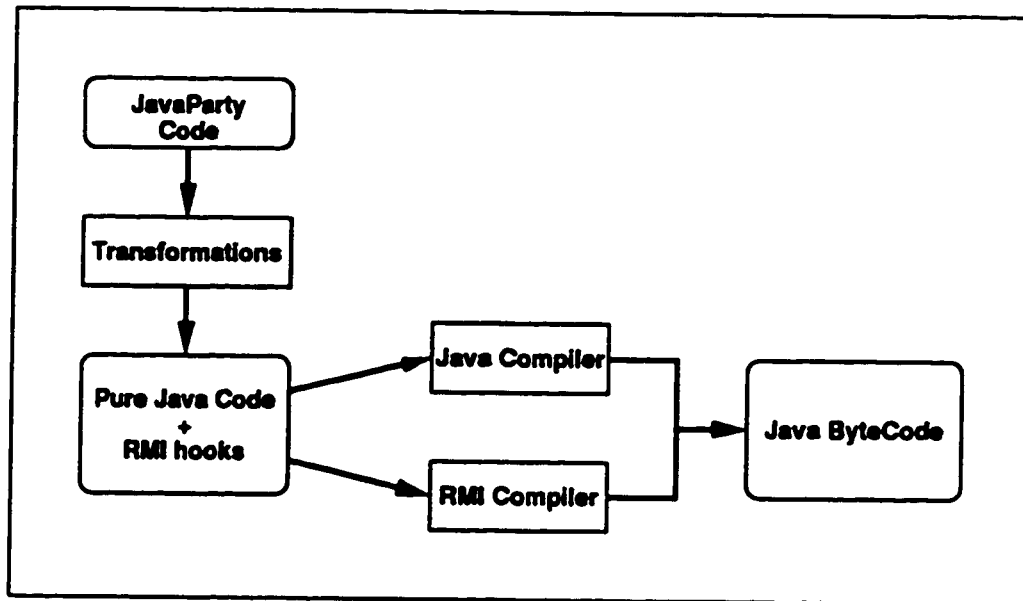 JavaParty
Code
Transformations
Pure Java Code
+
RMI hooks
Java Compiler
RMI Compiler
Java ByteCode